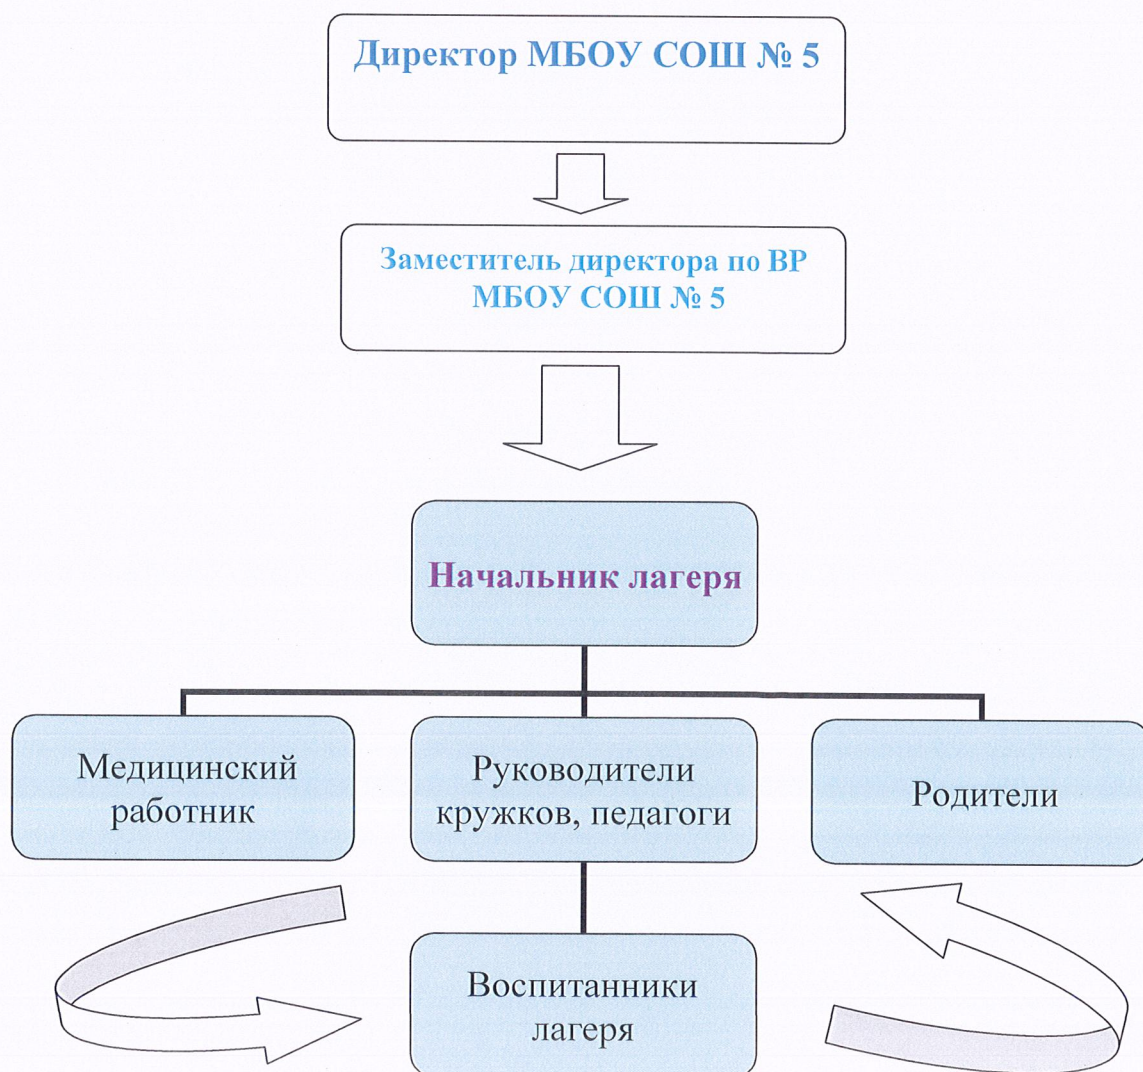 Директор МБОУ СОШ № 5
Заместитель директора по ВР
МБОУ СОШ № 5
Начальник лагеря
Медицинский
работник
Руководители
кружков, педагоги
Родители
Воспитанники
лагеря